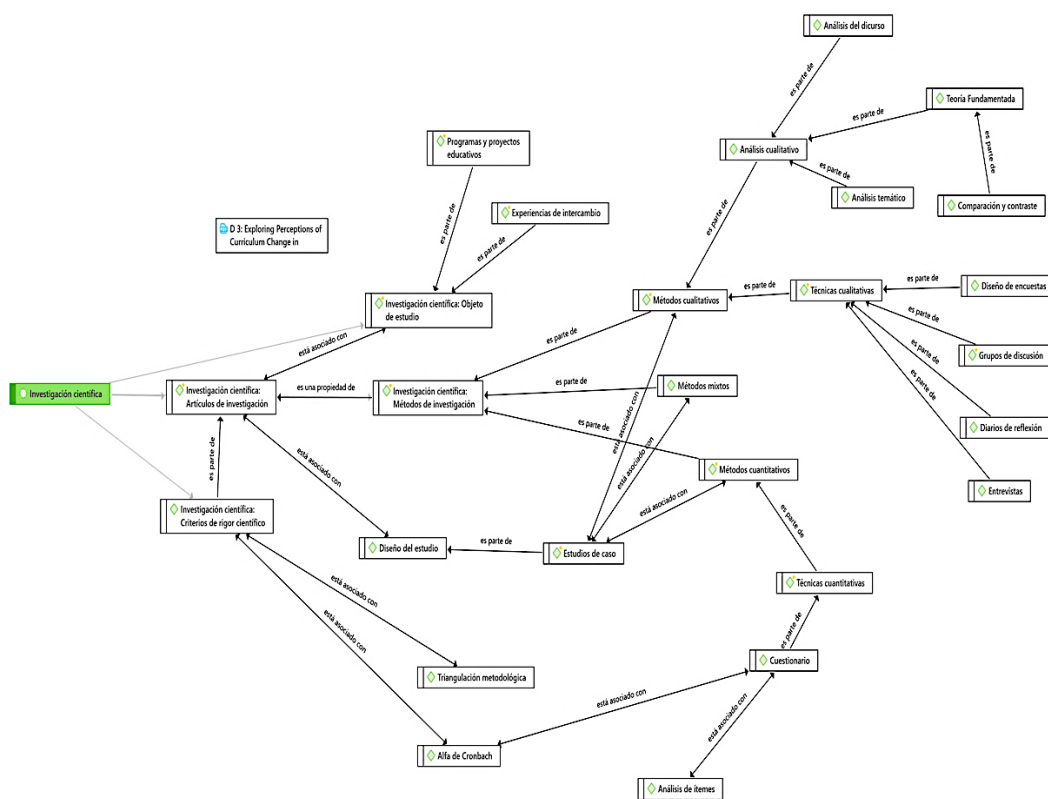 Análisis del dicurso
es parte de
Teoría Fundamentada
es parte de
Programas y proyectos
educativos
Análisis cualitativo
es parte de
es parte de
Análisis temático
Comparación y contraste
es parte de
Experiencias de intercambio
es parte de
D 3: Exploring Perceptions of
Curriculum Change in
es parte de
Diseño de encuestas
es parte de
Técnicas cualitativas
es parte de
Métodos cualitativos
Investigación científica: Objeto
de estudio
es parte de
es parte de
Grupos de discusión
está asociado con
es parte de
Investigación científica
Investigación científica:
Artículos de investigación
es una propiedad de
Investigación científica:
Métodos de investigación
es parte de
Métodos mixtos
es parte de
es parte de
Diarios de reflexión
es parte de
está asociado con
está asociado con
está asociado con
Métodos cuantitativos
Entrevistas
está asociado con
Investigación científica:
Criterios de rigor científico
es parte de
Diseño del estudio
es parte de
Estudios de caso
Técnicas cuantitativas
está asociado con
está asociado con
es parte de
Cuestionario
Triangulación metodológica
está asociado con
está asociado con
Alfa de Cronbach
Análisis de ítemes